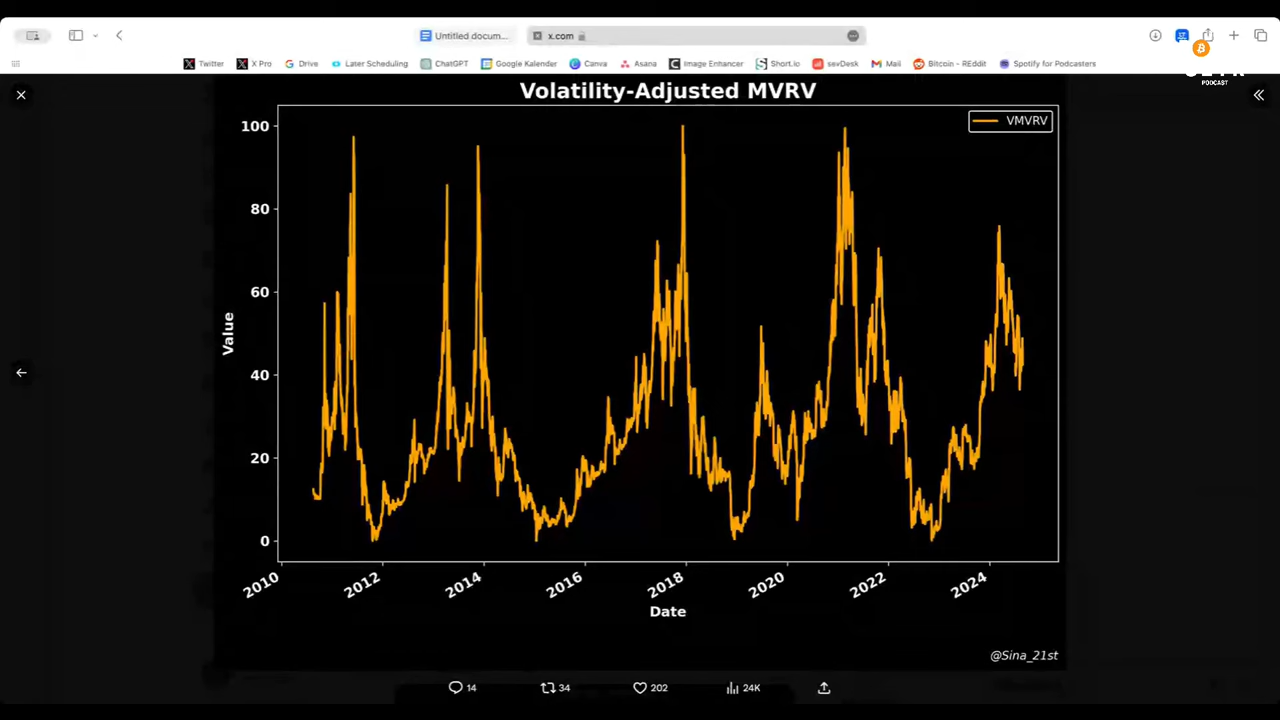 Untitled docum...
x.com
Twitter
X Pro
Drive
Later Scheduling
ChatGPT
Google Kalender
Canva
Asana
Image Enhancer
Short.io
sevDesk
Mail
Bitcoin - REddit
Spotify for Podcasters
PODCAST
Volatility-Adjusted MVRV
VMVRV
100
80
60
40
20
0
Value
2010
2012
2014
2016
2018
2020
2022
2024
Date
@Sina_21st
14
34
202
24K